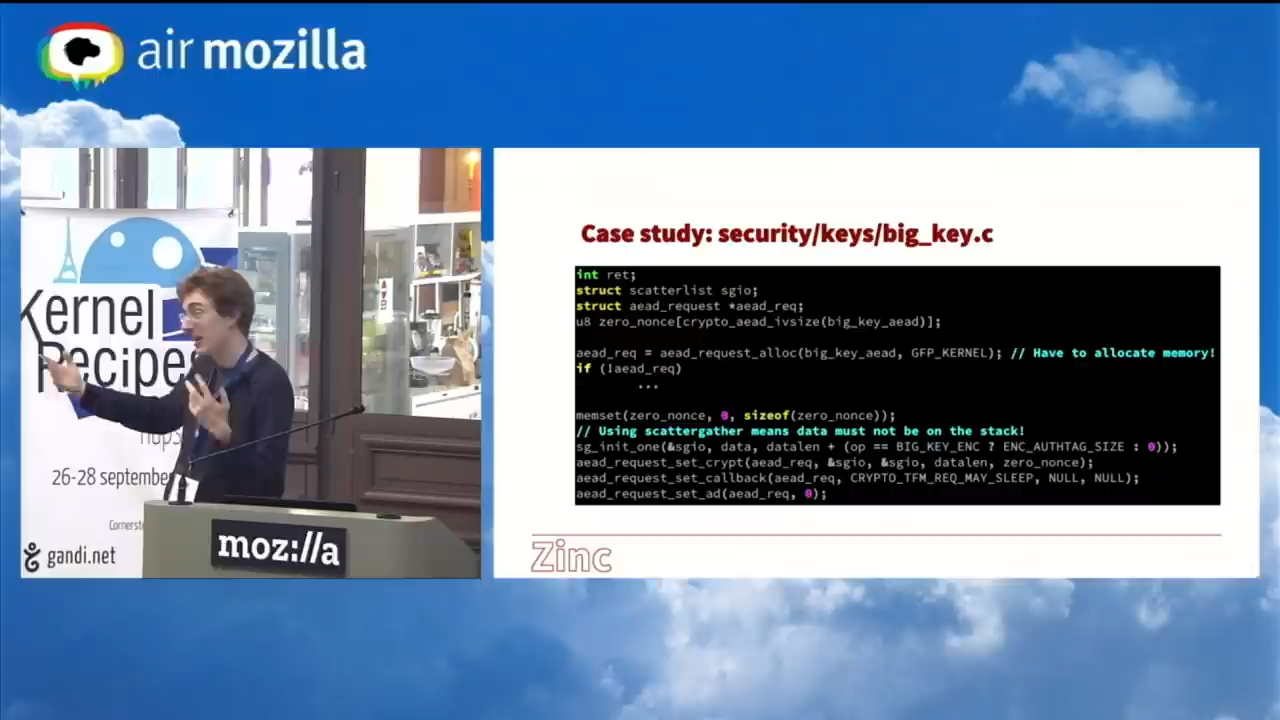 air mozilla
Kernel
Recipes
26-28 september
gandi.net
moz://a
Case study: security/keys/big_key.c
int ret;
struct scatterlist sgio;
struct aead_request *aead_req;
u8 zero_nonce[crypto_aead_ivsize(big_key_aead)];
aead_req = aead_request_alloc(big_key_aead, GFP_KERNEL); // Have to allocate memory!
if (!aead_req)
...
memset(zero_nonce, 0, sizeof(zero_nonce));
// Using scattergather means data must not be on the stack!
sg_init_one(&sgio, data, datalen + (op == BIG_KEY_ENC ? ENC_AUTHTAG_SIZE : 0));
aead_request_set_crypt(aead_req, &sgio, &sgio, datalen, zero_nonce);
aead_request_set_callback(aead_req, CRYPTO_TFM_REQ_MAY_SLEEP, NULL, NULL);
aead_request_set_ad(aead_req, 0);
Zinc